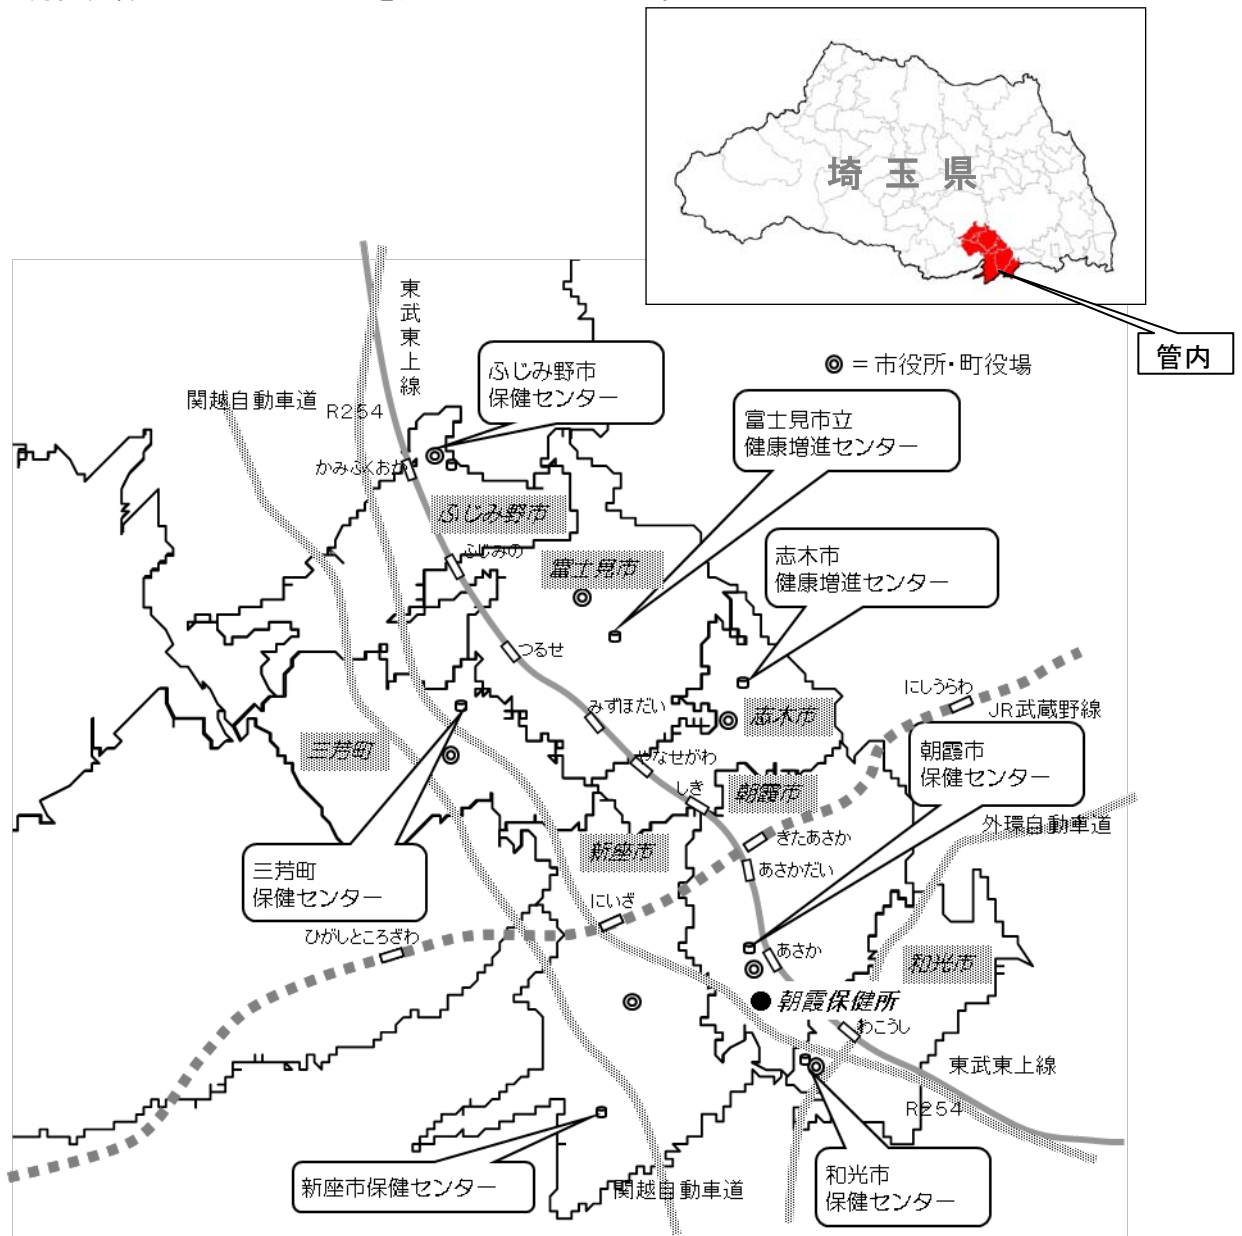 埼玉県
管内
◎＝市役所・町役場
東武東上線
関越自動車道
R254
ふじみ野市
保健センター
富士見市立
健康増進センター
かみふくおか
ふじみ野市
ふじみの
富士見市
志木市
健康増進センター
つるせ
にしうらわ
JR武蔵野線
みずほだい
志木市
三芳町
やなせがわ
朝霞市
保健センター
しき
朝霞市
外環自動車道
きたあさか
新座市
あさかだい
三芳町
保健センター
にいざ
ひがしところざわ
あさか
和光市
朝霞保健所
わこうし
東武東上線
R254
新座市保健センター
関越自動車道
和光市
保健センター